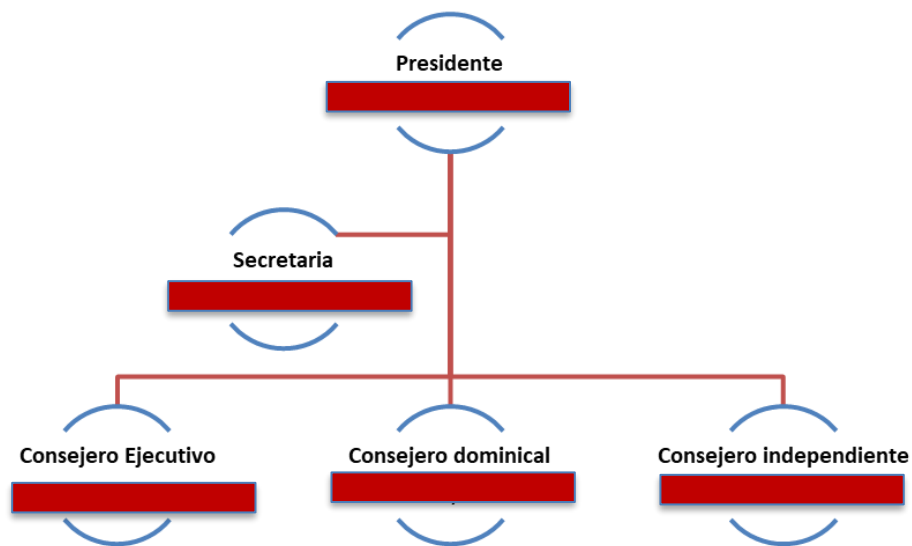 Presidente
Secretaria
Consejero Ejecutivo
Consejero dominical
Consejero independiente